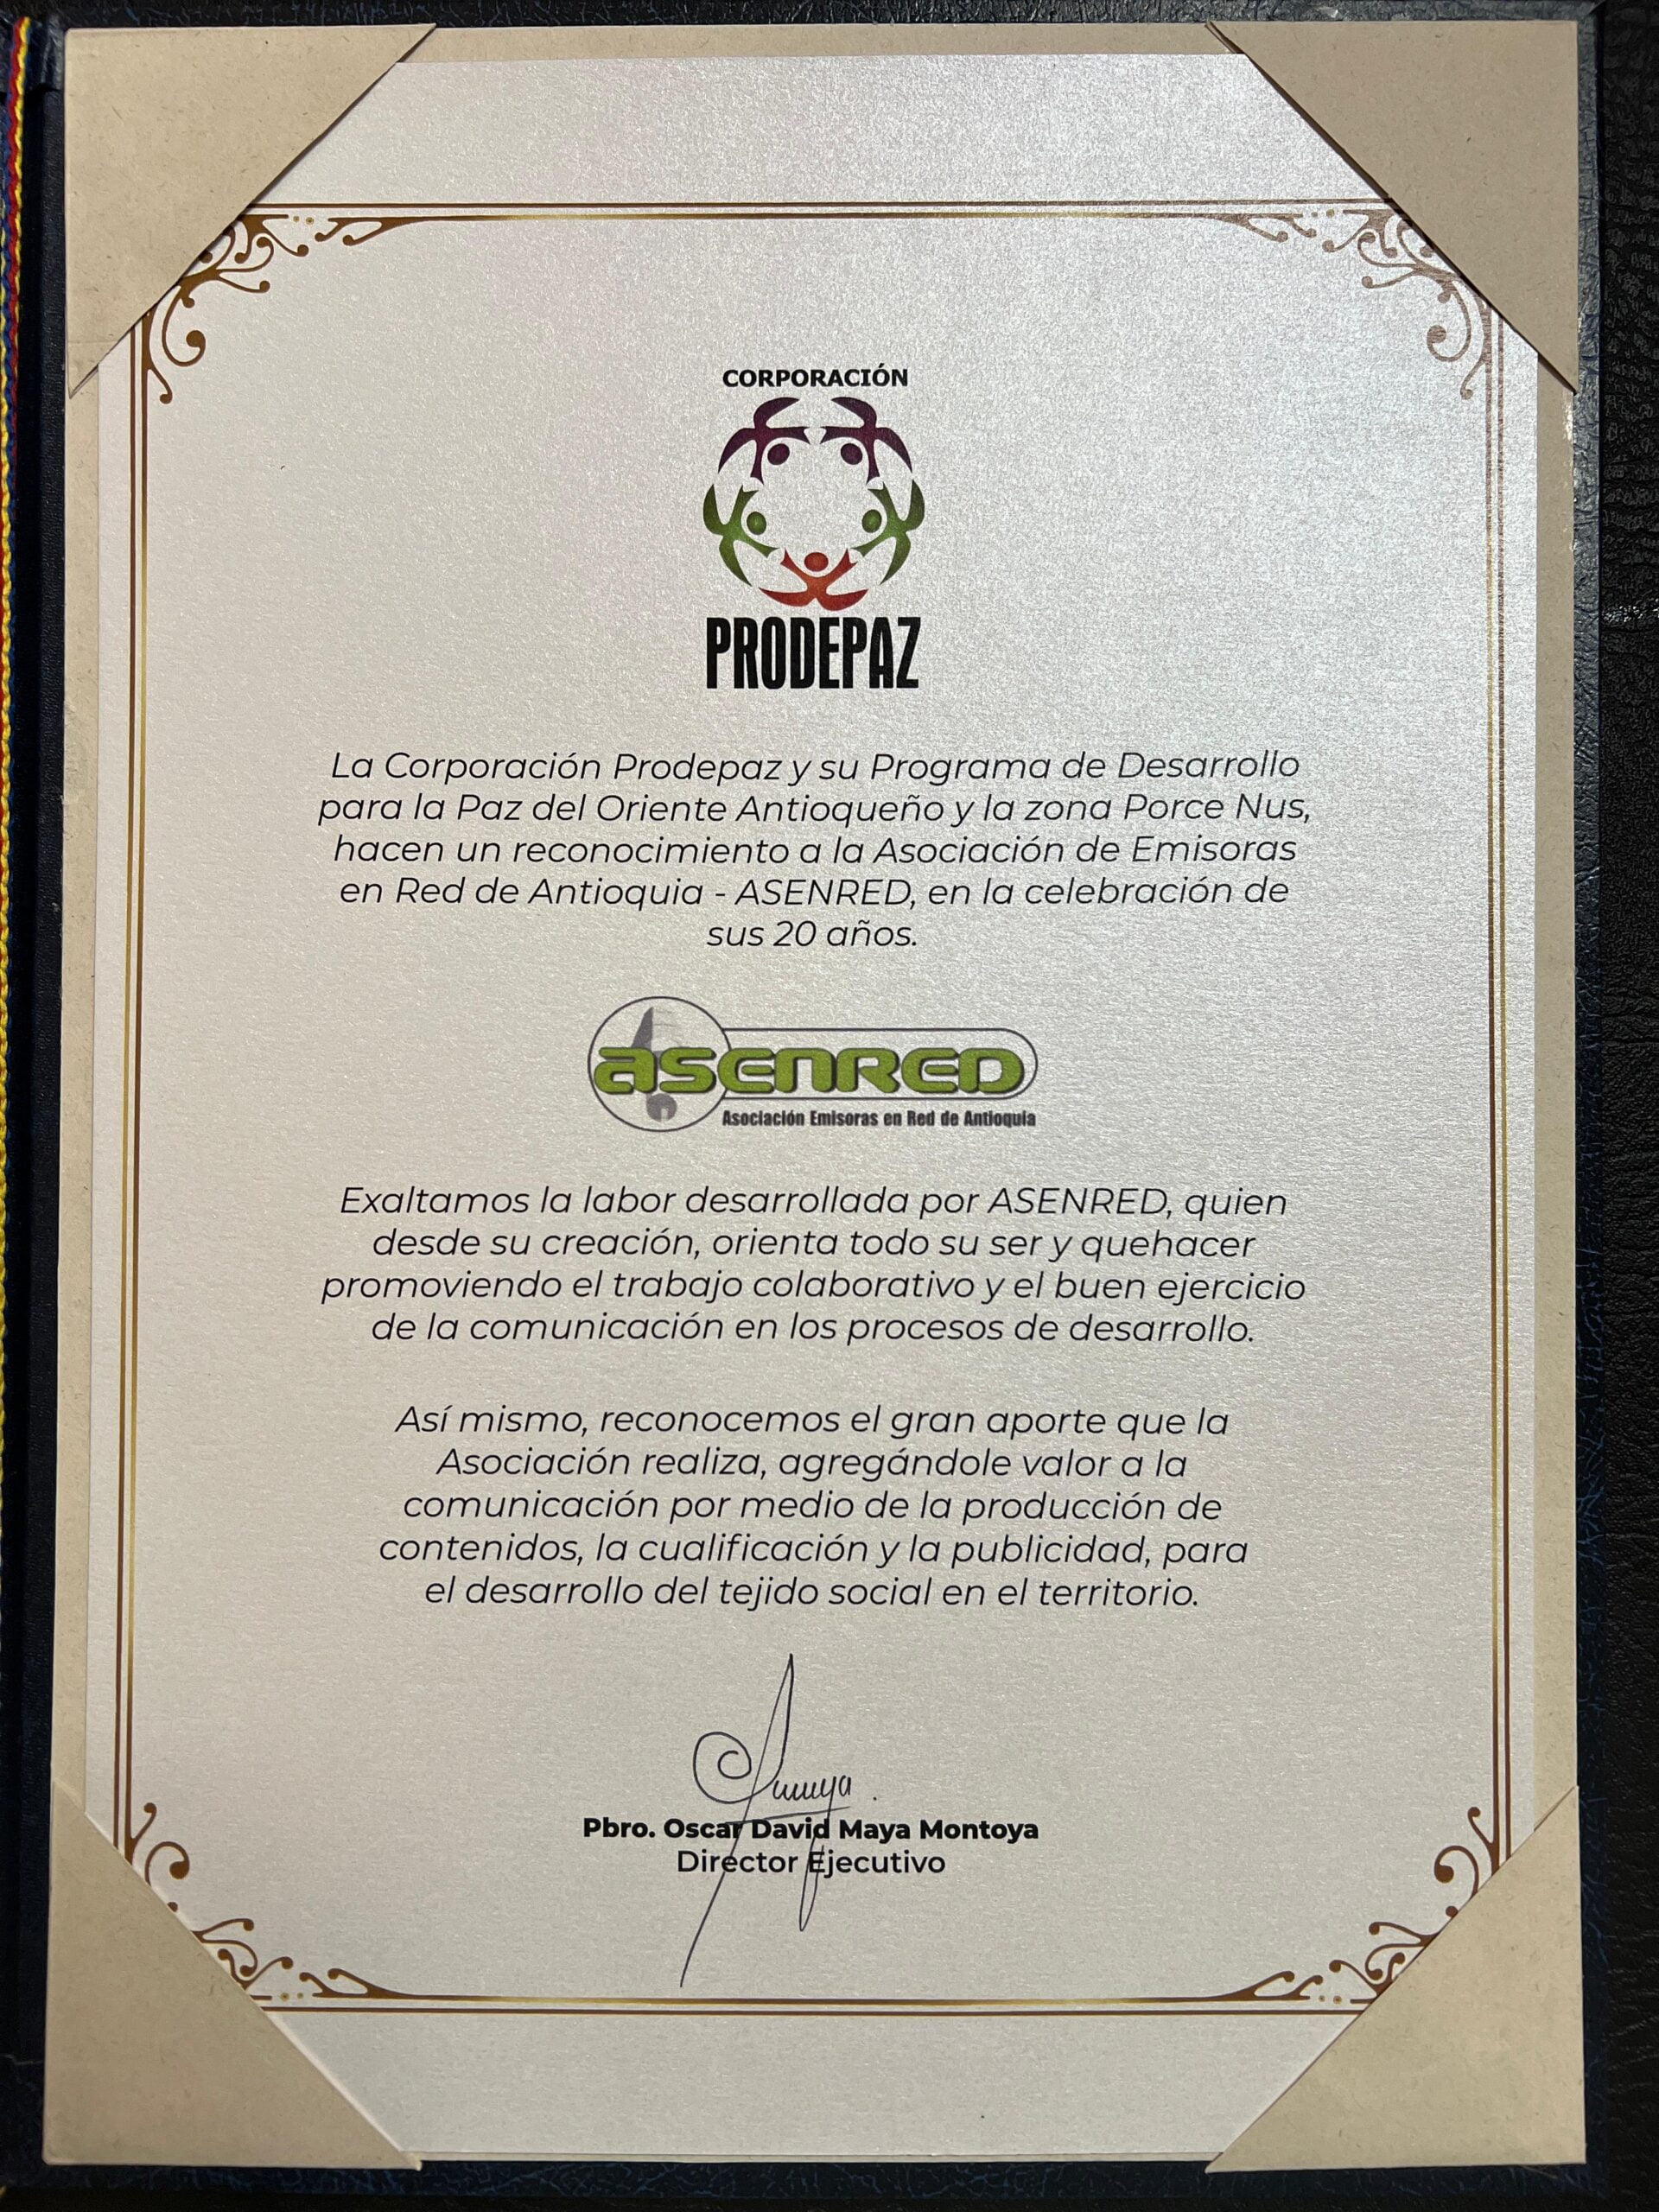 CORPORACIÓN
PRODEPAZ
La Corporación Prodepaz y su Programa de Desarrollo
para la Paz del Oriente Antioqueño y la zona Porce Nus,
hacen un reconocimiento a la Asociación de Emisoras
en Red de Antioquia - ASENRED, en la celebración de
sus 20 años.
asenred
Asociación Emisoras en Red de Antioquia
Exaltamos la labor desarrollada por ASENRED, quien
desde su creación, orienta todo su ser y quehacer
promoviendo el trabajo colaborativo y el buen ejercicio
de la comunicación en los procesos de desarrollo.
Así mismo, reconocemos el gran aporte que la
Asociación realiza, agregándole valor a la
comunicación por medio de la producción de
contenidos, la cualificación y la publicidad, para
el desarrollo del tejido social en el territorio.
Pbro. Oscar David Maya Montoya
Director Ejecutivo